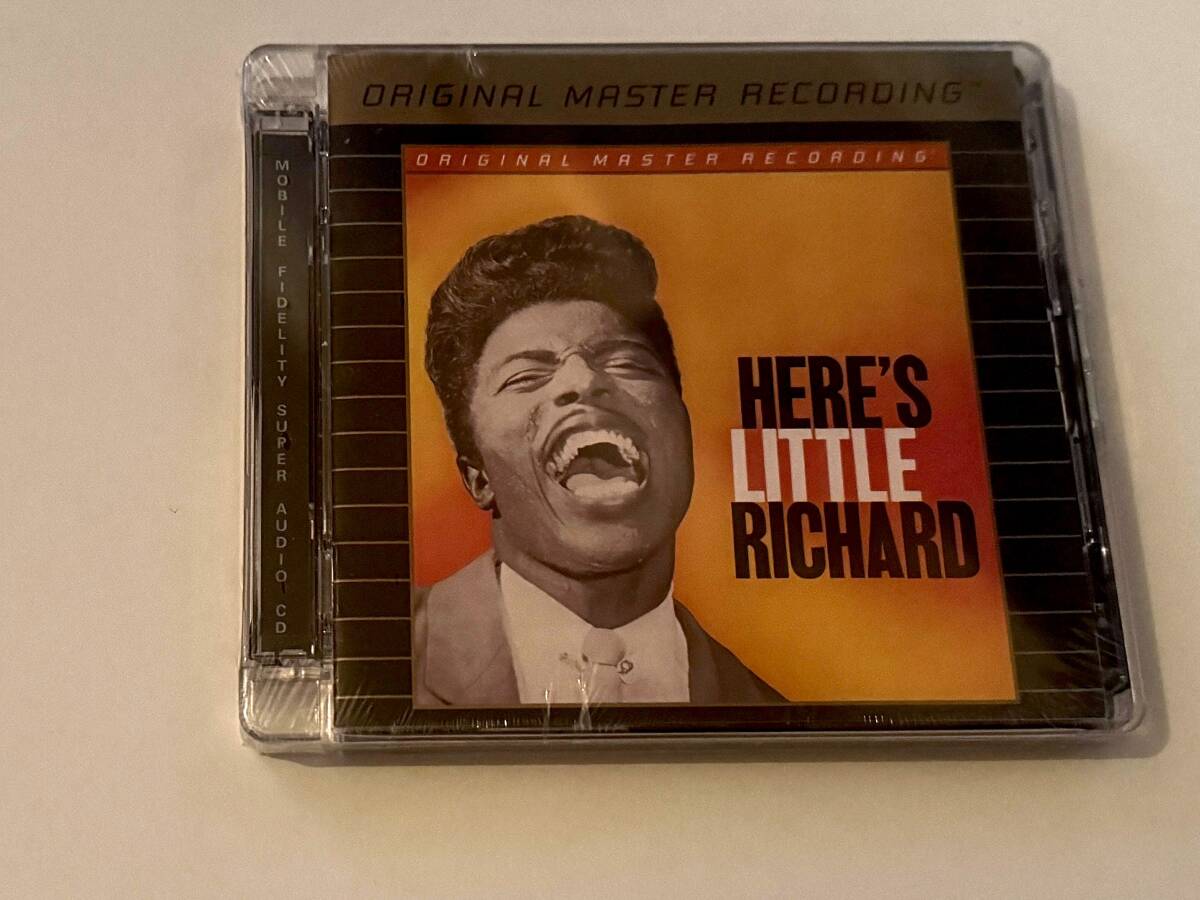 ORIGINAL MASTER RECORDING™
ORIGINAL MASTER RECORDING
MOBILE FIDELITY SUPER AUDIO CD
HERE'S
LITTLE
RICHARD